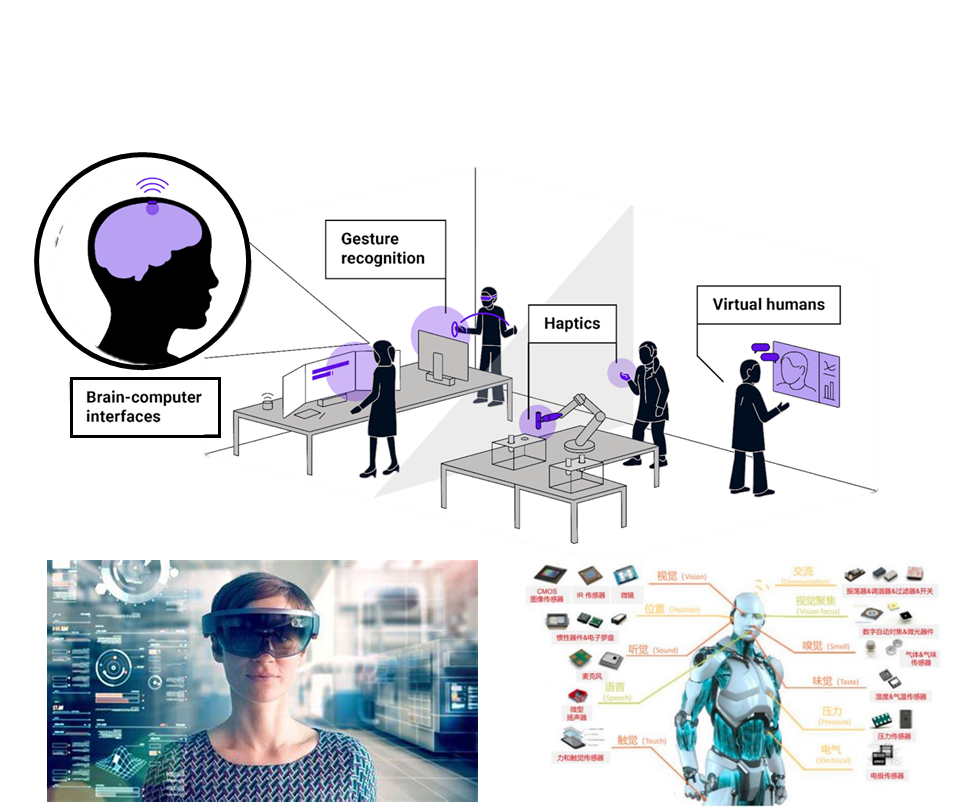 Gesture
recognition
Haptics
Virtual humans
Brain-computer
interfaces
CMOS
图像传感器
IR 传感器
微镜
视觉 (Vision)
交流
振荡器&调谐器&过滤器&开关
位置 (Position)
视觉聚焦
(Vision focus)
惯性器件&电子罗盘
数字自动对焦&微光器件
听觉 (Sound)
嗅觉 (Smell)
气体&气味
传感器
麦克风
语音
(Speech)
味觉 (Taste)
湿度&气温传感器
微型
扬声器
压力
(Pressure)
压力传感器
触觉 (Touch)
力和触觉传感器
电气
(Electrical)
电极传感器